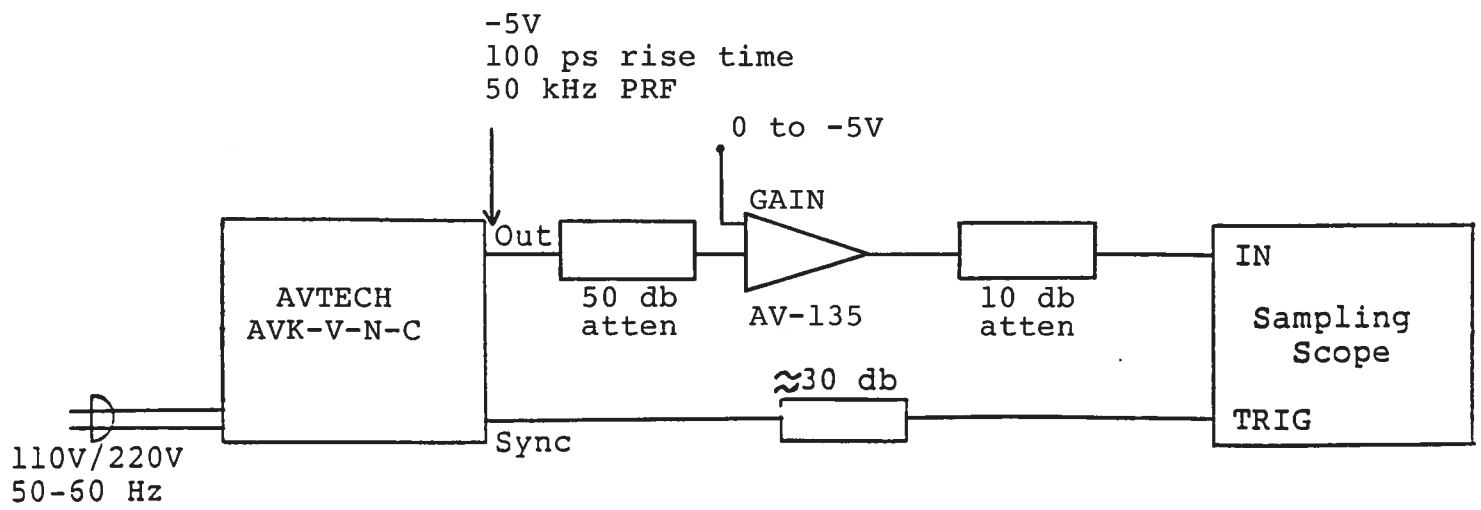 -5V
100 ps rise time
50 kHz PRF
0 to -5V
GAIN
Out
AVTECH
AVK-V-N-C
50 db
atten
AV-135
10 db
atten
IN
Sampling
Scope
≈30 db
TRIG
Sync
110V/220V
50-60 Hz